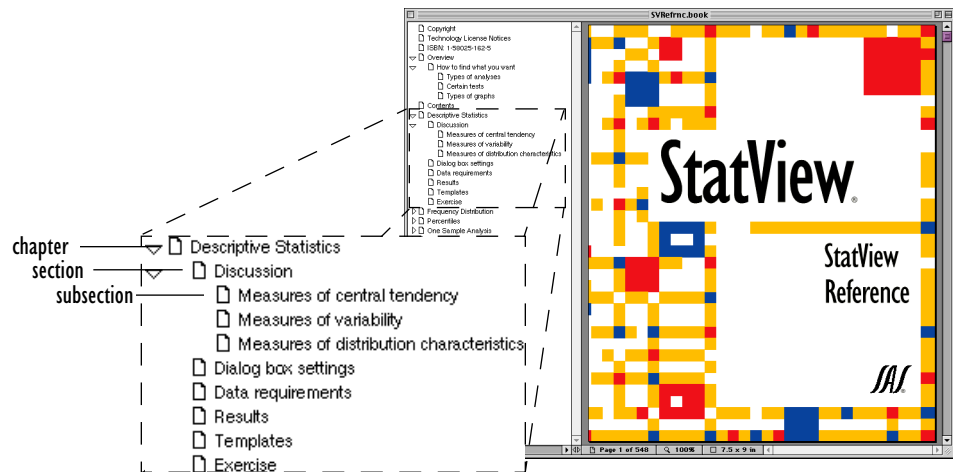 SVRefrnc.book
Copyright
Technology License Notices
ISBN: 1-58025-162-5
Overview
How to find what you want
Types of analyses
Certain tests
Types of graphs
Contents
Descriptive Statistics
Discussion
Measures of central tendency
Measures of variability
Measures of distribution characteristics
Dialog box settings
Data requirements
Results
Templates
Exercise
Frequency Distribution
Percentiles
One Sample Analysis
StatView®
StatView
Reference
SAS®
Page 1 of 548
100%
7.5 x 9 in
chapter
section
subsection
Descriptive Statistics
Discussion
Measures of central tendency
Measures of variability
Measures of distribution characteristics
Dialog box settings
Data requirements
Results
Templates
Exercise